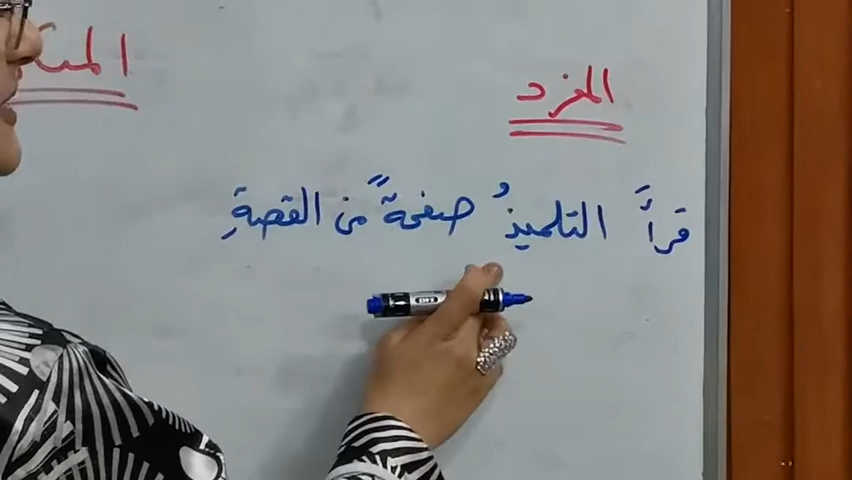 المفرد
قرأَ التلميذُ صفحةً من القصةِ